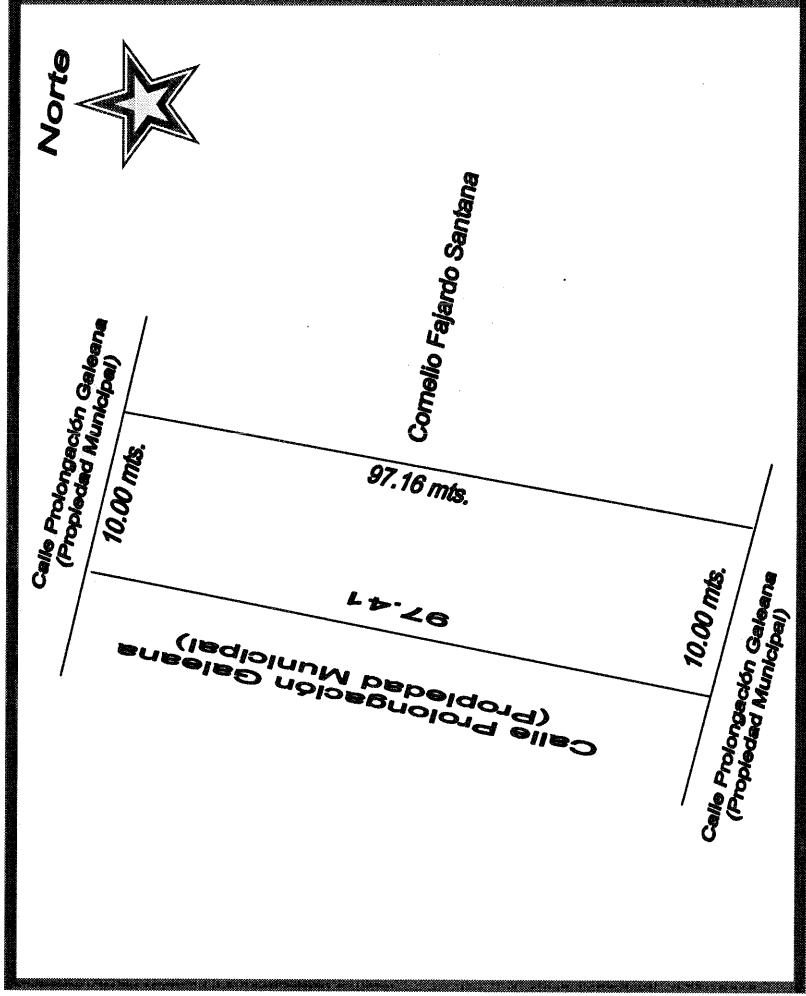 Norte
Calle Prolongación Galeana
(Propiedad Municipal)
10.00 mts.
Cornelio Fajardo Santana
97.16 mts.
97.41
Calle Prolongación Galeana
(Propiedad Municipal)
10.00 mts.
Calle Prolongación Galeana
(Propiedad Municipal)